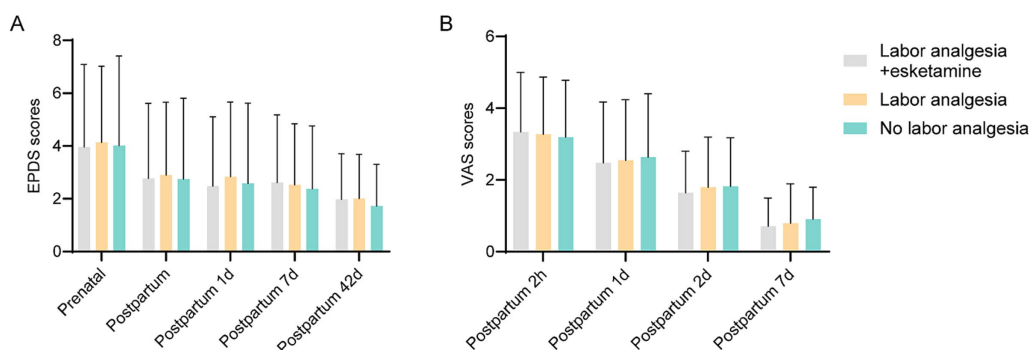 A
EPDS scores
8
6
4
2
0
Prenatal
Postpartum
Postpartum 1d
Postpartum 7d
Postpartum 42d
B
VAS scores
6
4
2
0
Postpartum 2h
Postpartum 1d
Postpartum 2d
Postpartum 7d
Labor analgesia
+esketamine
Labor analgesia
No labor analgesia